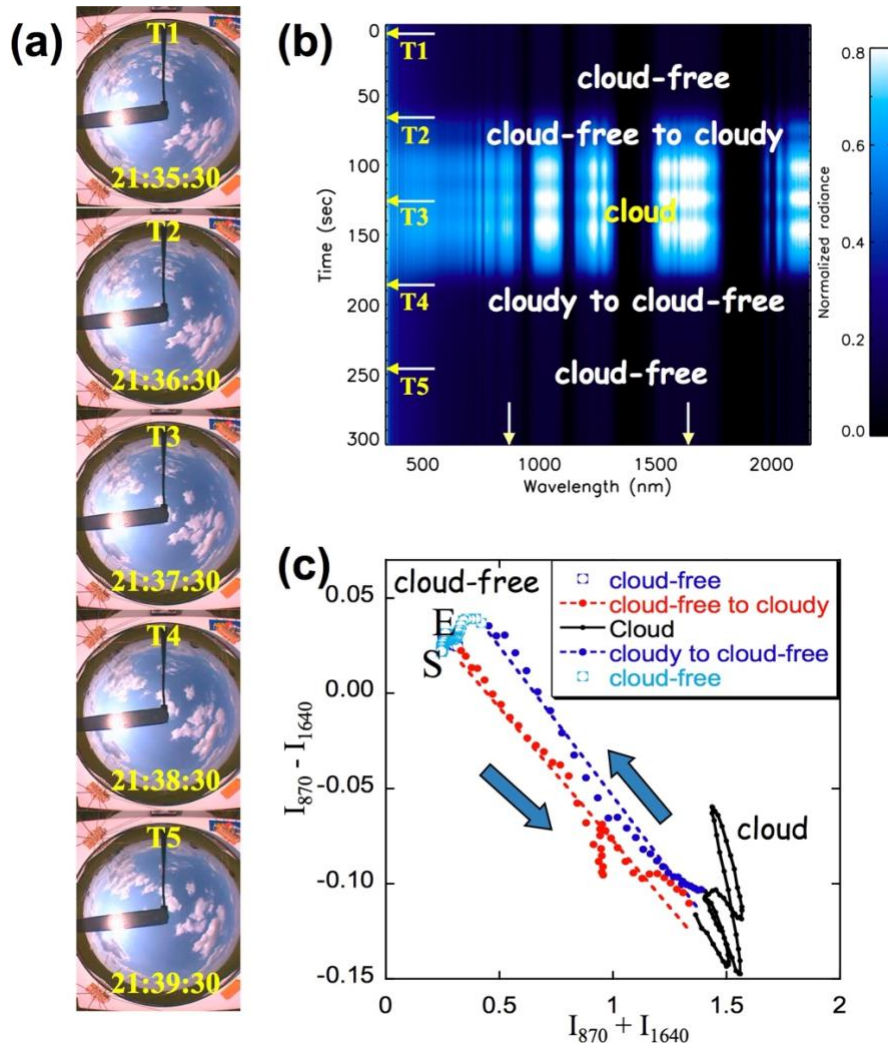 (a)
T1
21:35:30
T2
21:36:30
T3
21:37:30
T4
21:38:30
T5
21:39:30
(b)
0
50
100
150
200
250
300
Time (sec)
T1
T2
T3
T4
T5
cloud-free
cloud-free to cloudy
cloud
cloudy to cloud-free
cloud-free
500
1000
1500
2000
Wavelength (nm)
0.8
0.6
0.4
0.2
0.0
Normalized radiance
(c)
cloud-free
E
S
cloud
cloud-free
cloud-free to cloudy
Cloud
cloudy to cloud-free
cloud-free
0.05
0.00
-0.05
-0.10
-0.15
I870 - I1640
0
0.5
1
1.5
2
I870 + I1640